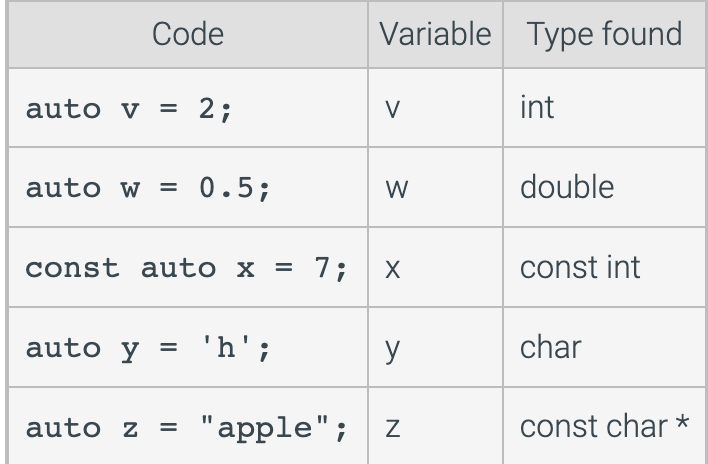 Code Variable Type found
auto v = 2; v int
auto w = 0.5; w double
const auto x = 7; x const int
auto y = 'h'; y char
auto z = "apple"; z const char *